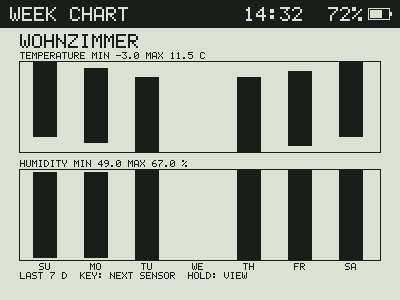 WEEK CHART 14:32 72%
WOHNZIMMER
TEMPERATURE MIN -3.0 MAX 11.5 C
HUMIDITY MIN 49.0 MAX 67.0 %
SU MO TU WE TH FR SA
LAST 7 D KEY: NEXT SENSOR HOLD: VIEW